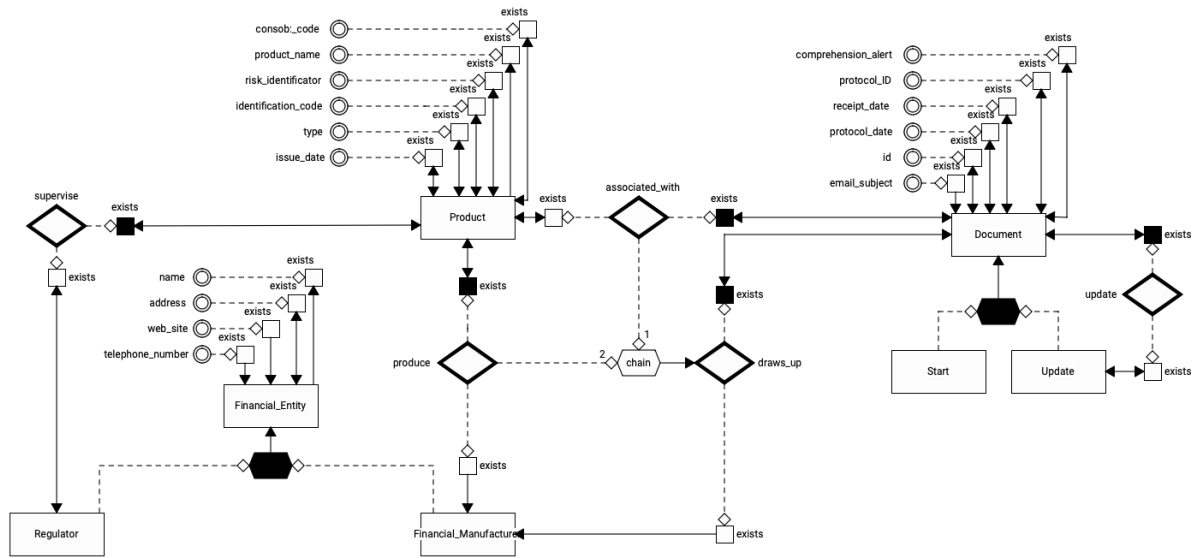 consob:_code
exists
product_name
exists
risk_identificator
exists
identification_code
exists
type
exists
issue_date
exists
comprehension_alert
exists
protocol_ID
exists
receipt_date
exists
protocol_date
exists
id
exists
email_subject
exists
supervise
exists
exists
Product
exists
associated_with
exists
Document
exists
update
exists
name
exists
address
exists
web_site
exists
telephone_number
exists
Financial_Entity
exists
produce
exists
2
chain
1
exists
draws_up
exists
Start
Update
Regulator
Financial_Manufacture